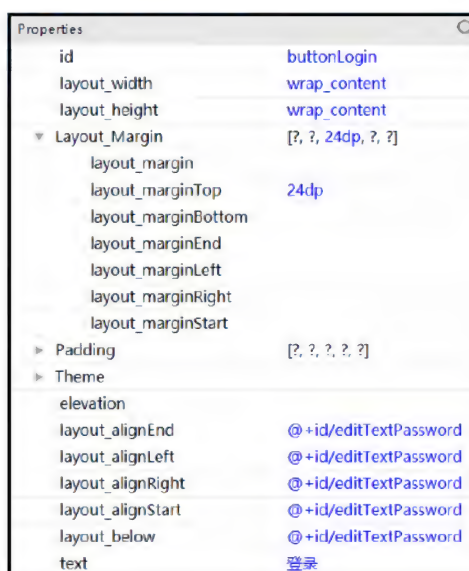 Properties
id buttonLogin
layout_width wrap_content
layout_height wrap_content
Layout_Margin [?, ?, 24dp, ?, ?]
layout_margin
layout_marginTop 24dp
layout_marginBottom
layout_marginEnd
layout_marginLeft
layout_marginRight
layout_marginStart
Padding [?, ?, ?, ?, ?]
Theme
elevation
layout_alignEnd @+id/editTextPassword
layout_alignLeft @+id/editTextPassword
layout_alignRight @+id/editTextPassword
layout_alignStart @+id/editTextPassword
layout_below @+id/editTextPassword
text 登录